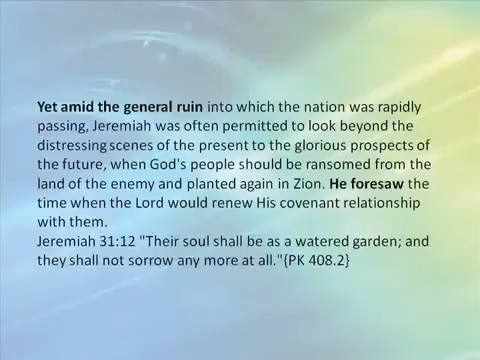 Yet amid the general ruin into which the nation was rapidly
passing, Jeremiah was often permitted to look beyond the
distressing scenes of the present to the glorious prospects of
the future, when God's people should be ransomed from the
land of the enemy and planted again in Zion. He foresaw the
time when the Lord would renew His covenant relationship
with them.
Jeremiah 31:12 "Their soul shall be as a watered garden; and
they shall not sorrow any more at all."{PK 408.2}